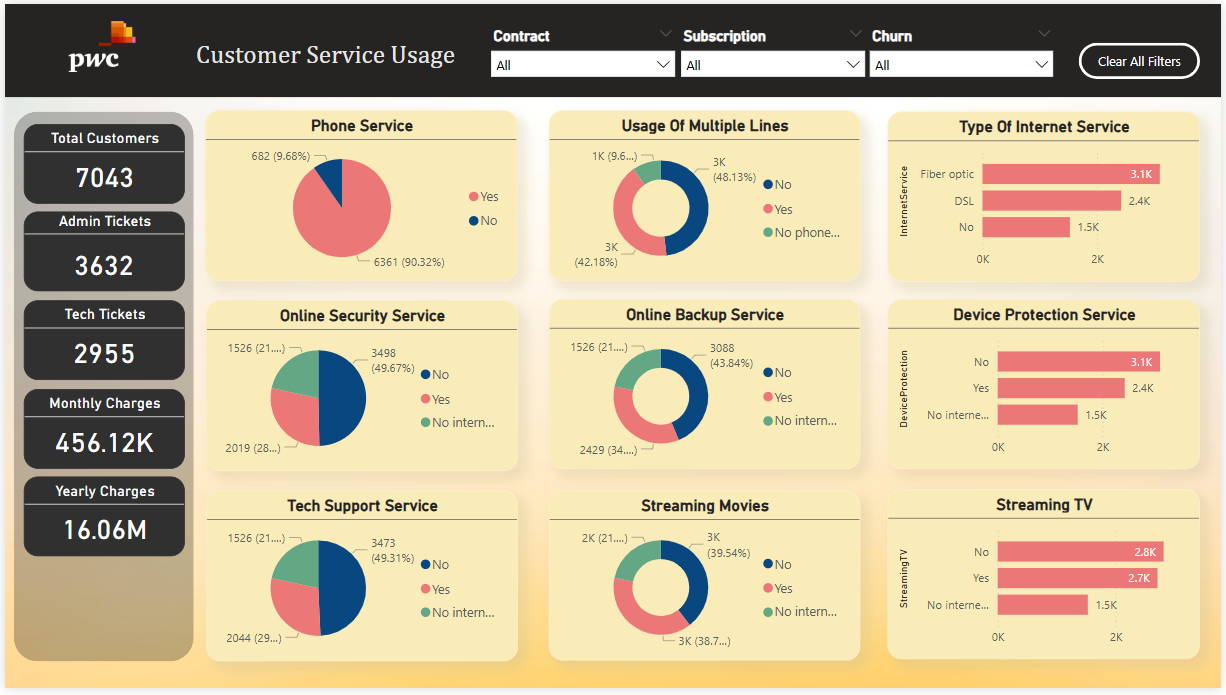 pwc
Customer Service Usage
Contract
All
Subscription
All
Churn
All
Clear All Filters
Total Customers
7043
Admin Tickets
3632
Tech Tickets
2955
Monthly Charges
456.12K
Yearly Charges
16.06M
Phone Service
682 (9.68%)
6361 (90.32%)
Yes
No
Usage Of Multiple Lines
1K (9.6...)
3K
(48.13%)
3K
(42.18%)
No
Yes
No phone...
Type Of Internet Service
InternetService
Fiber optic
3.1K
DSL
2.4K
No
1.5K
0K
2K
Online Security Service
1526 (21....)
3498
(49.67%)
2019 (28...)
No
Yes
No intern...
Online Backup Service
1526 (21....)
3088
(43.84%)
2429 (34....)
No
Yes
No intern...
Device Protection Service
DeviceProtection
No
3.1K
Yes
2.4K
No interne...
1.5K
0K
2K
Tech Support Service
1526 (21....)
3473
(49.31%)
2044 (29...)
No
Yes
No intern...
Streaming Movies
2K (21....)
3K
(39.54%)
3K (38.7...)
No
Yes
No intern...
Streaming TV
StreamingTV
No
2.8K
Yes
2.7K
No interne...
1.5K
0K
2K